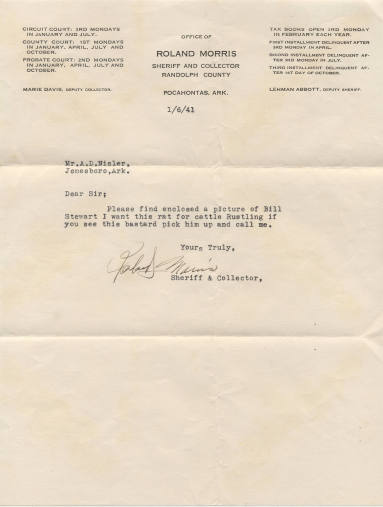 CIRCUIT COURT: 3RD MONDAYS
IN JANUARY AND JULY.
COUNTY COURT: 1ST MONDAYS
IN JANUARY, APRIL, JULY AND
OCTOBER.
PROBATE COURT: 2ND MONDAYS
IN JANUARY, APRIL, JULY AND
OCTOBER.
MARIE DAVIS, DEPUTY COLLECTOR.
OFFICE OF
ROLAND MORRIS
SHERIFF AND COLLECTOR
RANDOLPH COUNTY
POCAHONTAS, ARK.
TAX BOOKS OPEN 3RD MONDAY
IN FEBRUARY EACH YEAR.
FIRST INSTALLMENT DELINQUENT AFTER
3RD MONDAY IN APRIL.
SECOND INSTALLMENT DELINQUENT AF-
TER 3RD MONDAY IN JULY.
THIRD INSTALLMENT DELINQUENT AF-
TER 1ST DAY OF OCTOBER.
LEHMAN ABBOTT, DEPUTY SHERIFF.
1/6/41
Mr.A.D.Nisler,
Jonesboro,Ark.
Dear Sir;
Please find enclosed a picture of Bill
Stewart I want this rat for cattle Rustling if
you see this bastard pick him up and call me.
Yours Truly,
Roland Morris
Sheriff & Collector,